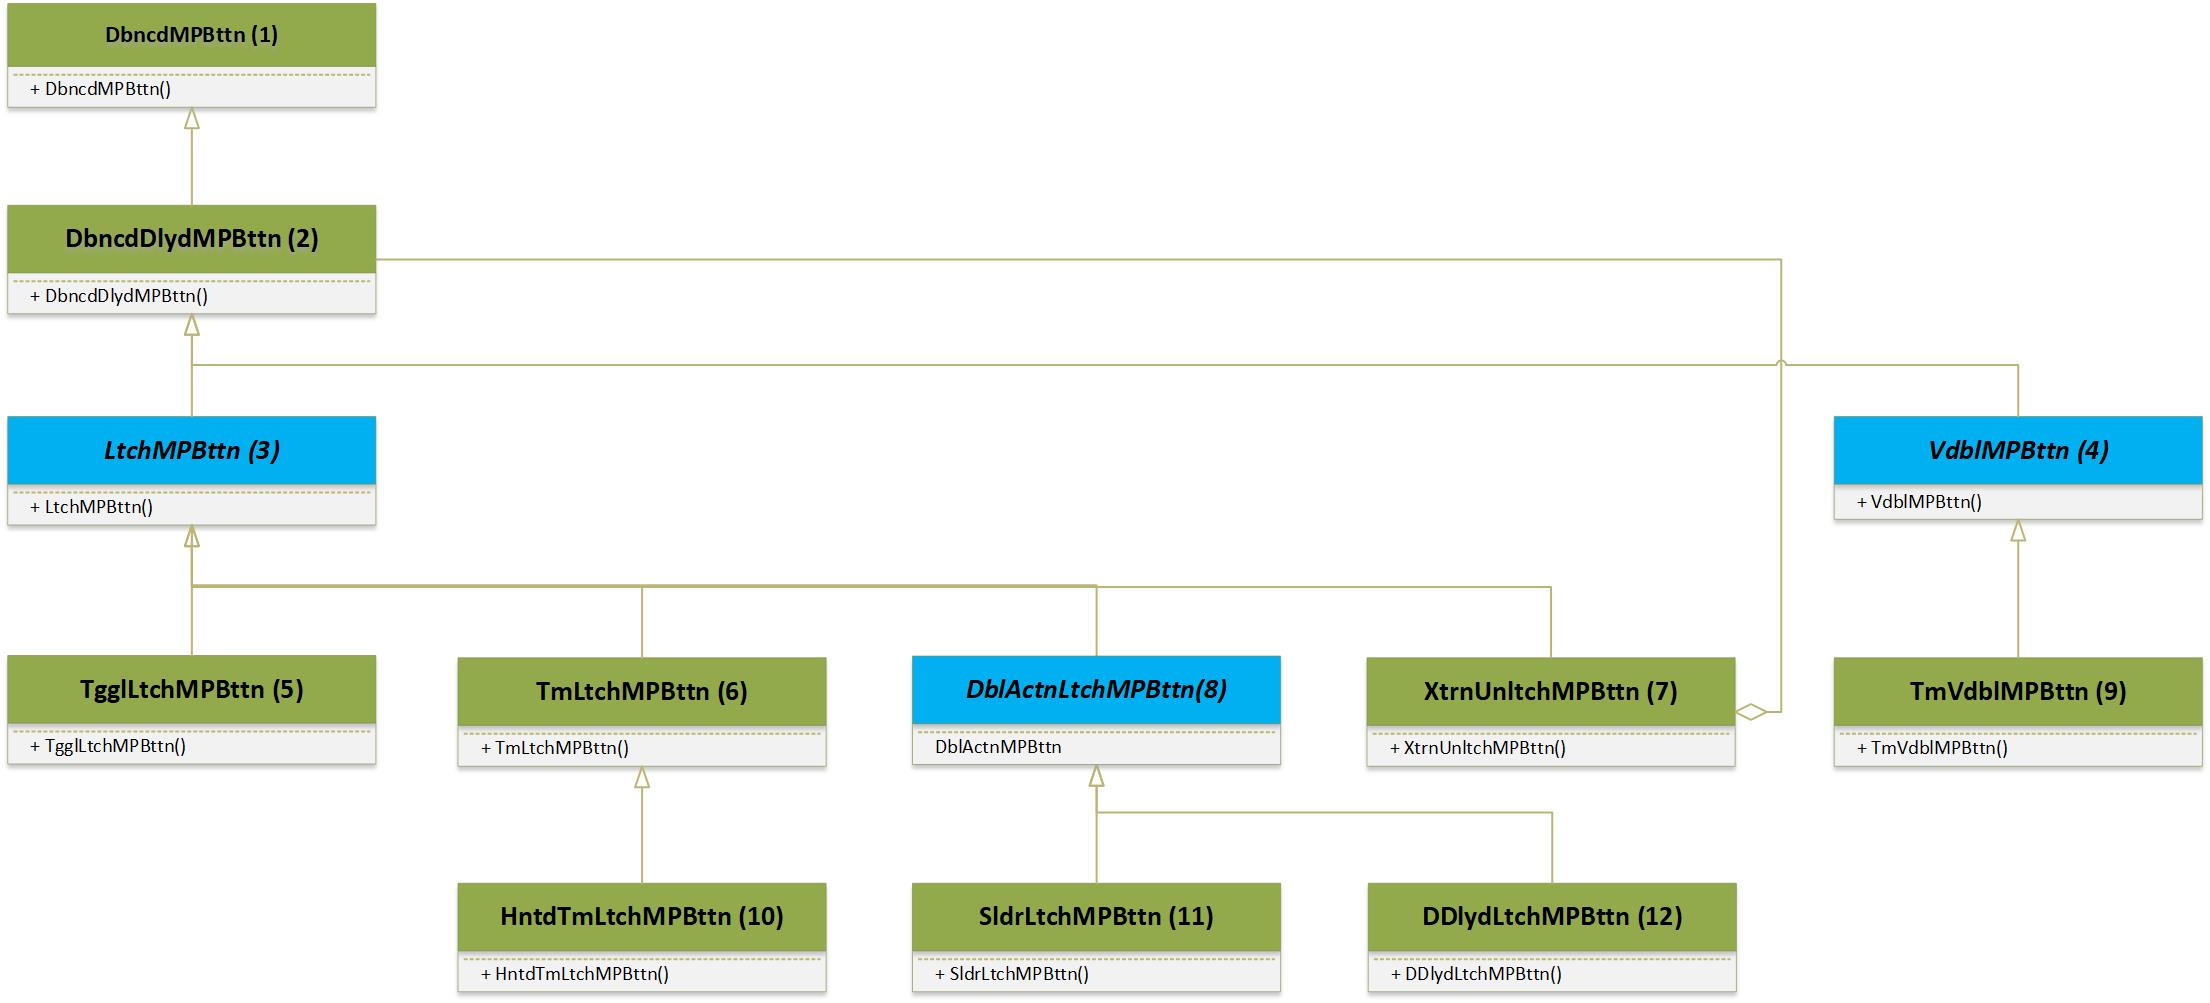 DbncdMPBttn (1)
+ DbncdMPBttn()
DbncdDlydMPBttn (2)
+ DbncdDlydMPBttn()
LtchMPBttn (3)
+ LtchMPBttn()
VdblMPBttn (4)
+ VdblMPBttn()
TgglLtchMPBttn (5)
+ TgglLtchMPBttn()
TmLtchMPBttn (6)
+ TmLtchMPBttn()
DblActnLtchMPBttn(8)
DblActnMPBttn
XtrnUnltchMPBttn (7)
+ XtrnUnltchMPBttn()
TmVdblMPBttn (9)
+ TmVdblMPBttn()
HntdTmLtchMPBttn (10)
+ HntdTmLtchMPBttn()
SldrLtchMPBttn (11)
+ SldrLtchMPBttn()
DDlydLtchMPBttn (12)
+ DDlydLtchMPBttn()